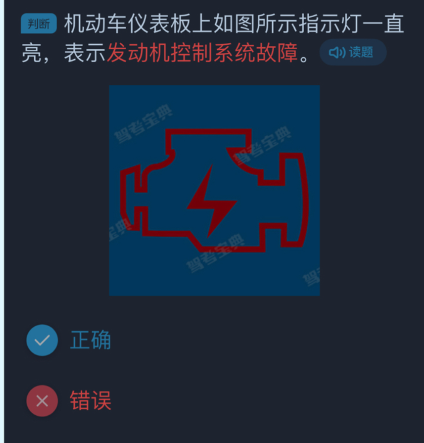 判断 机动车仪表板上如图所示指示灯一直
亮，表示发动机控制系统故障。 读题
驾考宝典
驾考宝典
驾考宝典
正确
错误